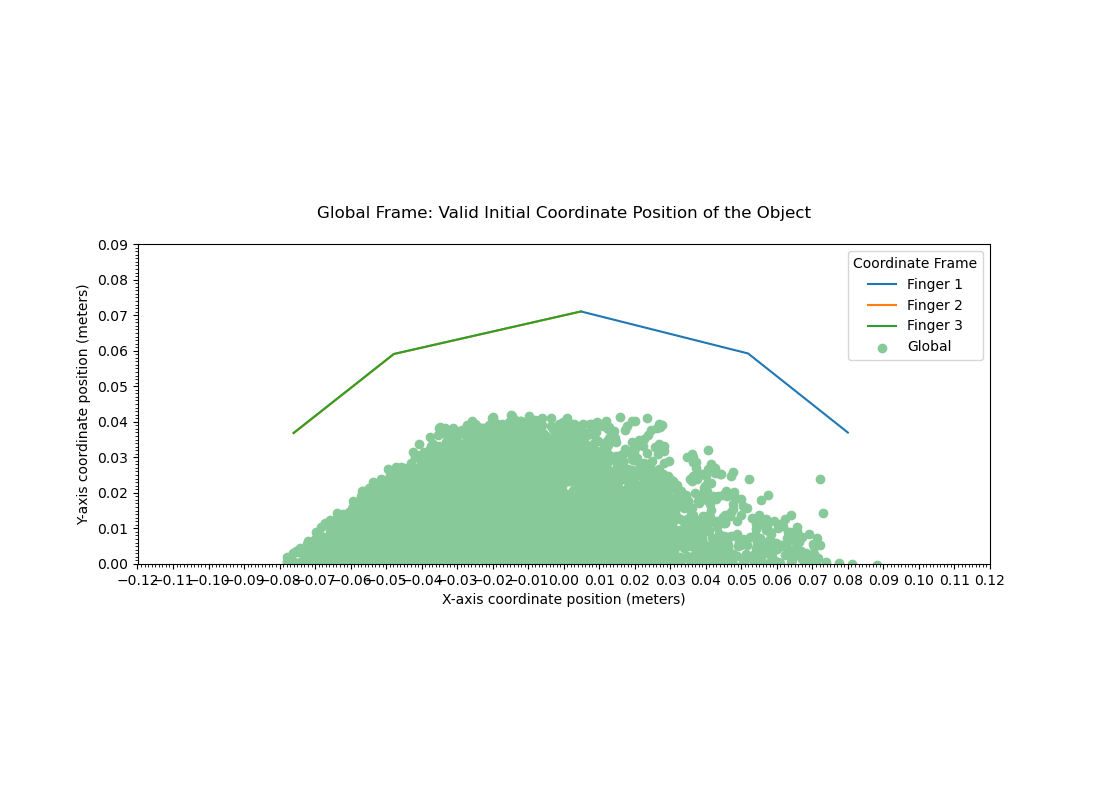 Global Frame: Valid Initial Coordinate Position of the Object
0.09
0.08
0.07
0.06
0.05
0.04
0.03
0.02
0.01
0.00
Y-axis coordinate position (meters)
Coordinate Frame
Finger 1
Finger 2
Finger 3
Global
−0.12 −0.11 −0.10 −0.09 −0.08 −0.07 −0.06 −0.05 −0.04 −0.03 −0.02 −0.01 0.00 0.01 0.02 0.03 0.04 0.05 0.06 0.07 0.08 0.09 0.10 0.11 0.12
X-axis coordinate position (meters)